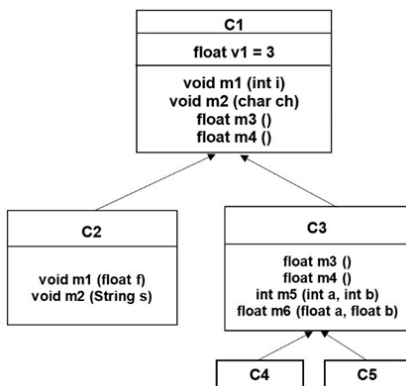 C1
float v1 = 3
void m1 (int i)
void m2 (char ch)
float m3 ()
float m4 ()
C2
void m1 (float f)
void m2 (String s)
C3
float m3 ()
float m4 ()
int m5 (int a, int b)
float m6 (float a, float b)
C4
C5